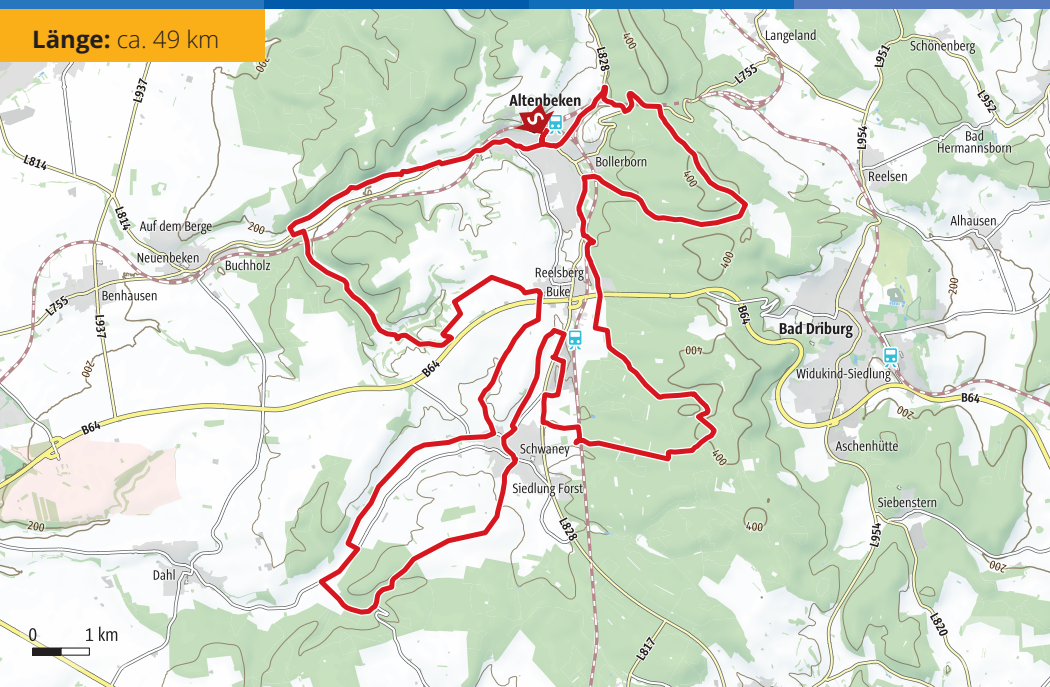 Länge: ca. 49 km
Langeland
L828
400
L951
Schönenberg
290
L755
L937
L952
Altenbeken
S
L954
Bad
Hermannsborn
L814
Bollerborn
Reelsen
400
L814
Auf dem Berge
200
Alhausen
Neuenbeken
Buchholz
400
Reelsberg
200
L755
Benhausen
Buke
B64
L937
Bad Driburg
400
200
B64
Widukind-Siedlung
B64
200
B64
Schwaney
400
Aschenhütte
Siedlung Forst
Siebenstern
200
L828
400
L954
200
Dahl
L820
0 1 km
L817